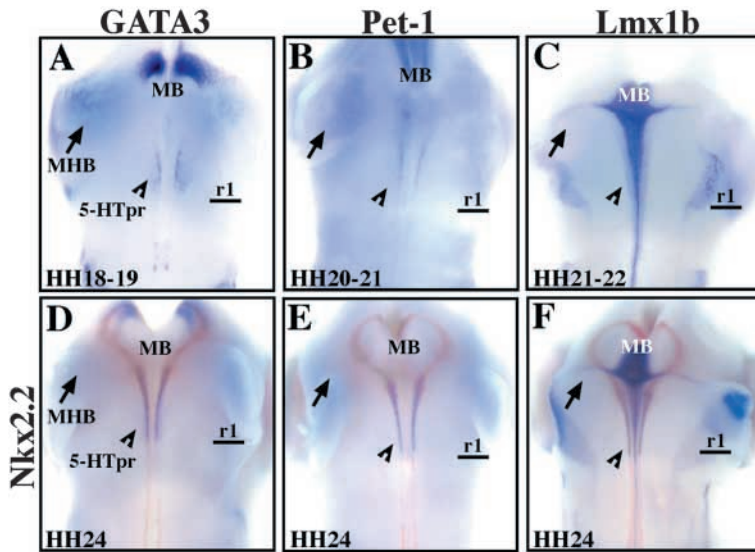 GATA3 Pet-1 Lmx1b
A B C
MB MB MB
MHB
5-HTpr
r1 r1 r1
HH18-19 HH20-21 HH21-22
Nkx2.2
D E F
MB MB MB
MHB
5-HTpr
r1 r1 r1
HH24 HH24 HH24